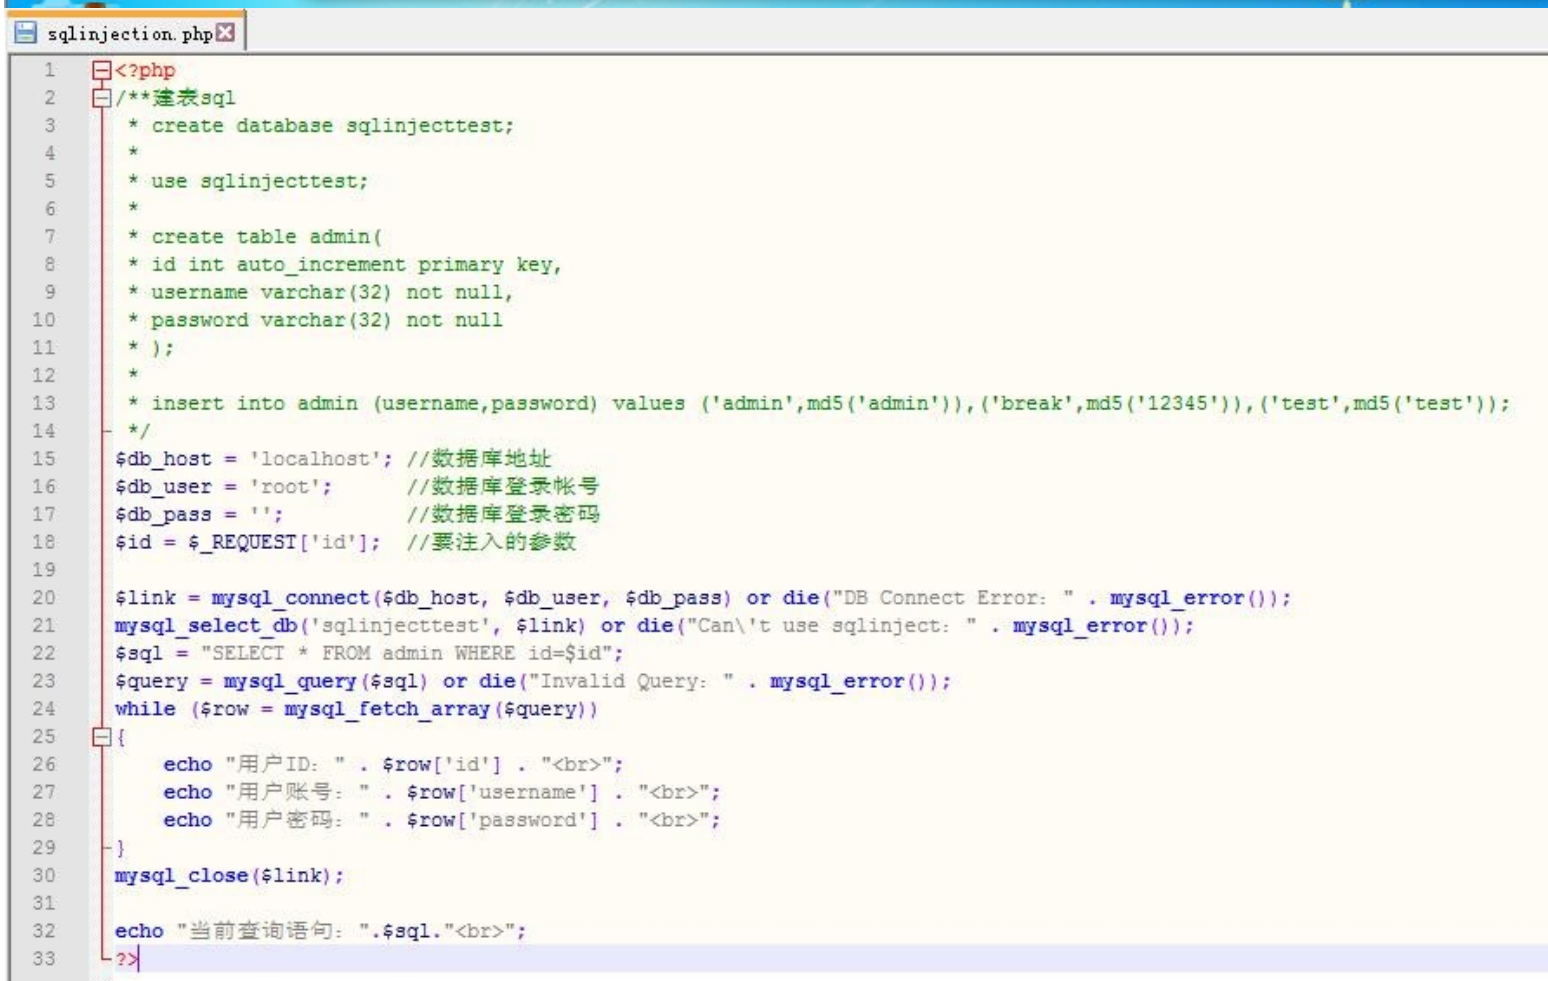 sqlinjection.php
1 <?php
2 /**建表sql
3 * create database sqlinjecttest;
4 *
5 * use sqlinjecttest;
6 *
7 * create table admin(
8 * id int auto_increment primary key,
9 * username varchar(32) not null,
10 * password varchar(32) not null
11 * );
12 *
13 * insert into admin (username,password) values ('admin',md5('admin')),('break',md5('12345')),('test',md5('test'));
14 */
15 $db_host = 'localhost'; //数据库地址
16 $db_user = 'root'; //数据库登录帐号
17 $db_pass = ''; //数据库登录密码
18 $id = $_REQUEST['id']; //要注入的参数
19
20 $link = mysql_connect($db_host, $db_user, $db_pass) or die("DB Connect Error: " . mysql_error());
21 mysql_select_db('sqlinjecttest', $link) or die("Can\'t use sqlinject: " . mysql_error());
22 $sql = "SELECT * FROM admin WHERE id=$id";
23 $query = mysql_query($sql) or die("Invalid Query: " . mysql_error());
24 while ($row = mysql_fetch_array($query))
25 {
26 echo "用户ID: " . $row['id'] . "<br>";
27 echo "用户账号: " . $row['username'] . "<br>";
28 echo "用户密码: " . $row['password'] . "<br>";
29 }
30 mysql_close($link);
31
32 echo "当前查询语句: ".$sql."<br>";
33 ?>